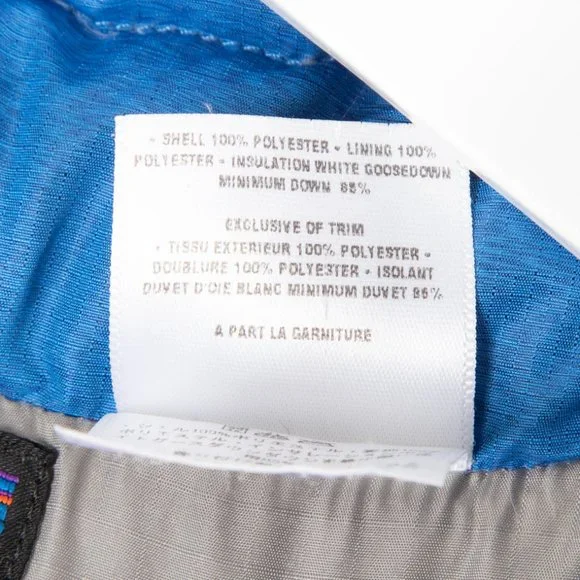 - SHELL 100% POLYESTER - LINING 100%
POLYESTER - INSULATION WHITE GOOSEDOWN
MINIMUM DOWN 85%
EXCLUSIVE OF TRIM
- TISSU EXTERIEUR 100% POLYESTER -
DOUBLURE 100% POLYESTER - ISOLANT
DUVET D'OIE BLANC MINIMUM DUVET 85%
A PART LA GARNITURE